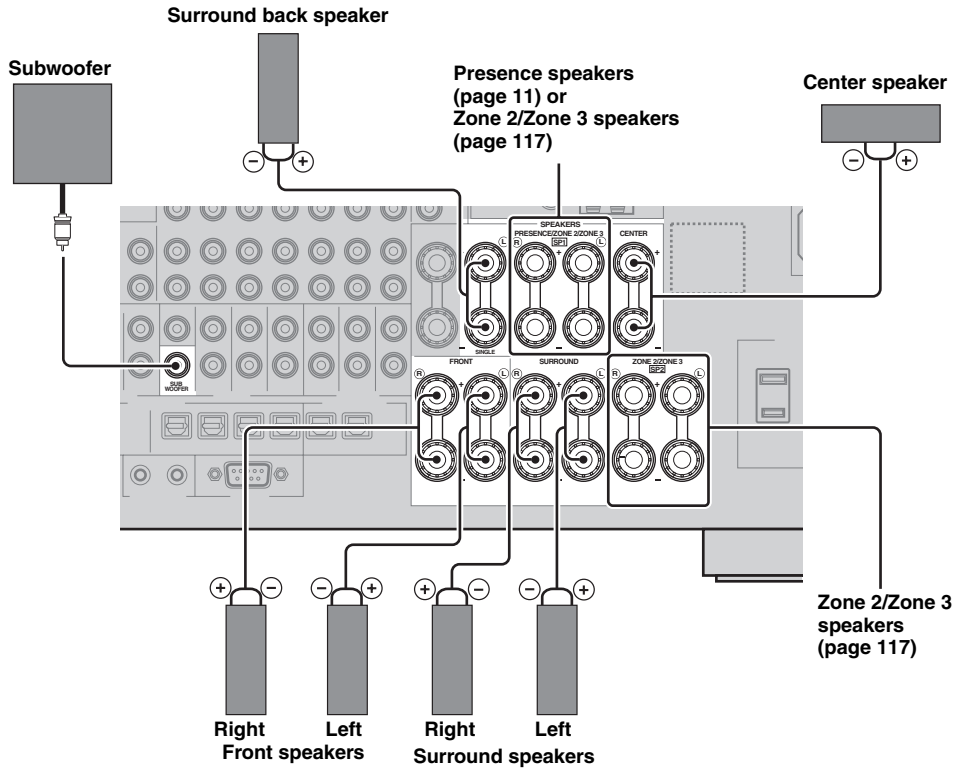 Surround back speaker
Subwoofer
Presence speakers
(page 11) or
Zone 2/Zone 3 speakers
(page 117)
Center speaker
− +
− +
SPEAKERS
PRESENCE/ZONE 2/ZONE 3
SP1
CENTER
L
R
L
+
+
−
−
SINGLE
SUB
WOOFER
FRONT
SURROUND
ZONE 2/ZONE 3
SP2
R
L
R
L
R
L
+
+
+
-
-
−
−
+ −
− +
+ −
− +
Zone 2/Zone 3
speakers
(page 117)
Right
Left
Right
Left
Front speakers
Surround speakers